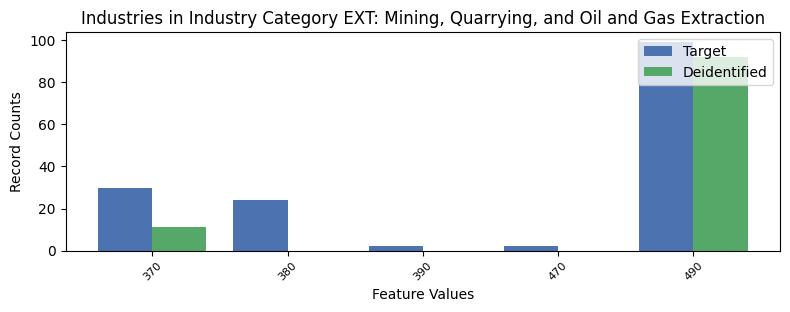 Industries in Industry Category EXT: Mining, Quarrying, and Oil and Gas Extraction
Target
Deidentified
Record Counts
100
80
60
40
20
0
370
380
390
470
490
Feature Values